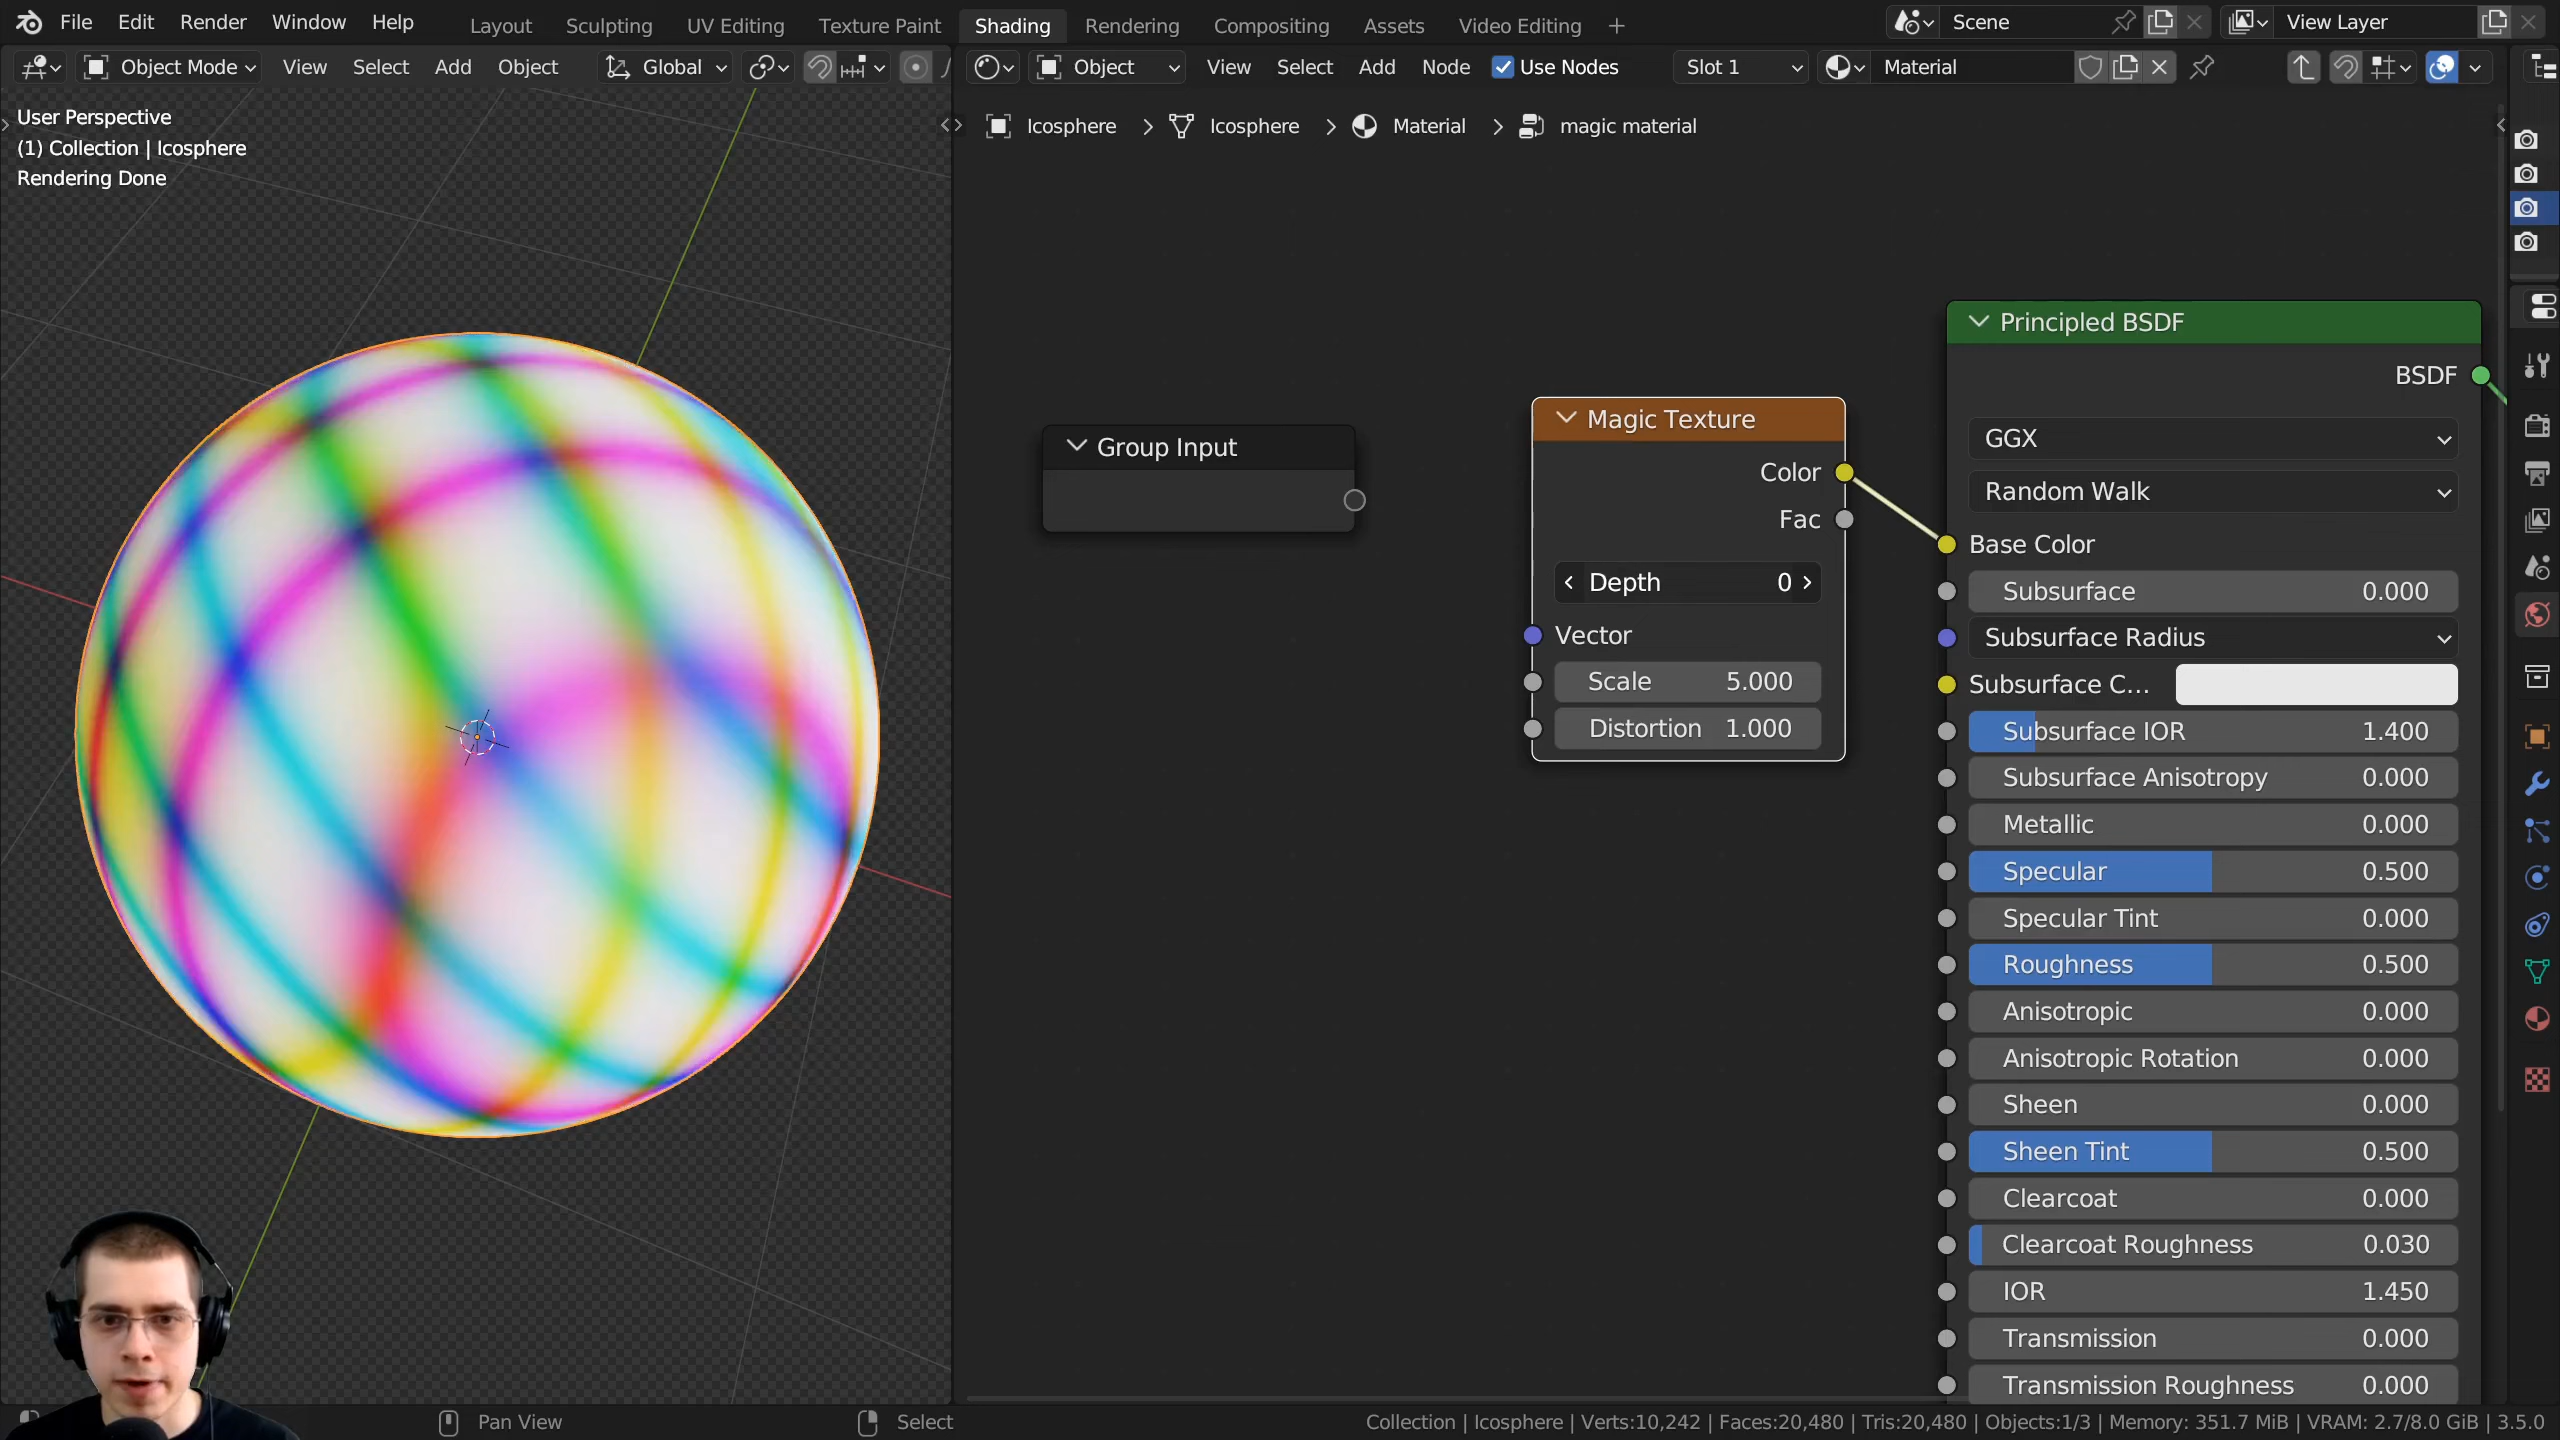 File Edit Render Window Help Layout Sculpting UV Editing Texture Paint Shading Rendering Compositing Assets Video Editing + Scene View Layer
Object Mode View Select Add Object Global Object View Select Add Node Use Nodes Slot 1 Material
User Perspective
(1) Collection | Icosphere
Rendering Done
Icosphere > Icosphere > Material > magic material
Group Input
Magic Texture
Color
Fac
Depth 0
Vector
Scale 5.000
Distortion 1.000
Principled BSDF
BSDF
GGX
Random Walk
Base Color
Subsurface 0.000
Subsurface Radius
Subsurface C...
Subsurface IOR 1.400
Subsurface Anisotropy 0.000
Metallic 0.000
Specular 0.500
Specular Tint 0.000
Roughness 0.500
Anisotropic 0.000
Anisotropic Rotation 0.000
Sheen 0.000
Sheen Tint 0.500
Clearcoat 0.000
Clearcoat Roughness 0.030
IOR 1.450
Transmission 0.000
Transmission Roughness 0.000
Pan View Select Collection | Icosphere | Verts:10,242 | Faces:20,480 | Tris:20,480 | Objects:1/3 | Memory: 351.7 MiB | VRAM: 2.7/8.0 GiB | 3.5.0